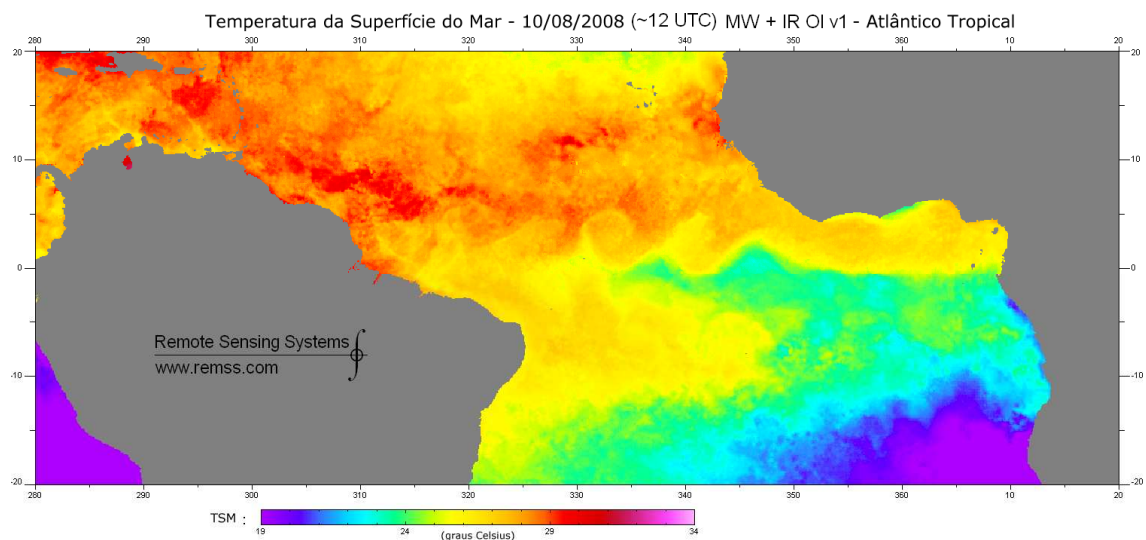 Temperatura da Superfície do Mar - 10/08/2008 (~12 UTC) MW + IR OI v1 - Atlântico Tropical
280 290 300 310 320 330 340 350 360 10 20
20 20
10 10
0 0
Remote Sensing Systems
www.remss.com
-10 -10
-20 -20
280 290 300 310 320 330 340 350 360 10 20
TSM :
19 24 29 34
(graus Celsius)